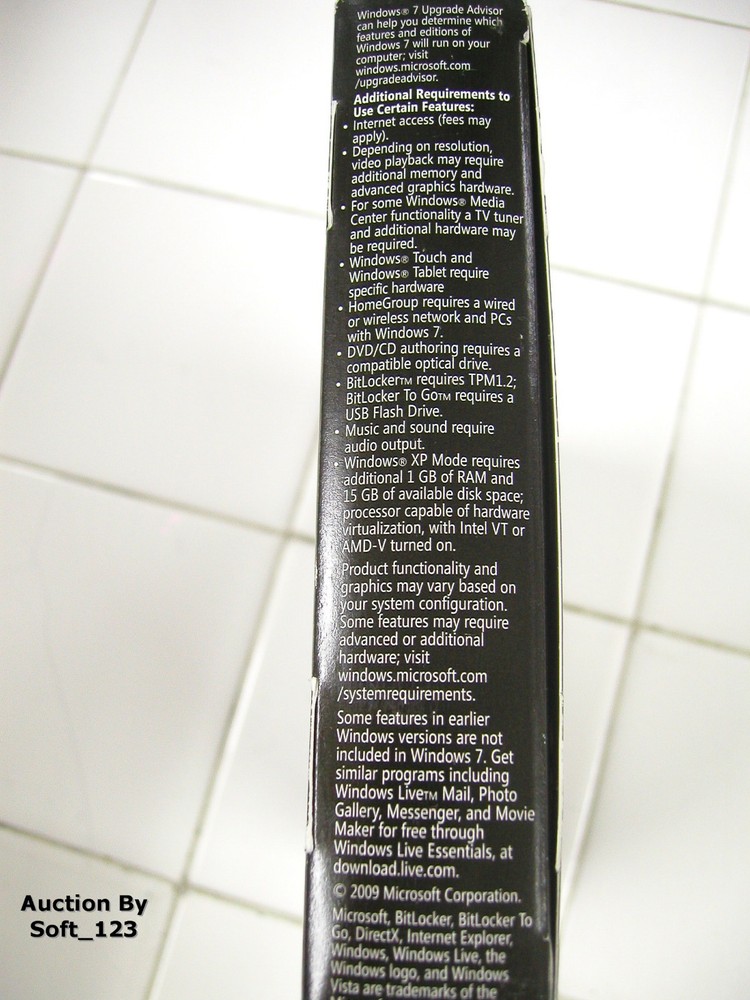 Windows® 7 Upgrade Advisor
can help you determine which
features and editions of
Windows 7 will run on your
computer; visit
windows.microsoft.com
/upgradeadvisor.
Additional Requirements to
Use Certain Features:
• Internet access (fees may
apply).
• Depending on resolution,
video playback may require
additional memory and
advanced graphics hardware.
• For some Windows® Media
Center functionality a TV tuner
and additional hardware may
be required.
• Windows® Touch and
Windows® Tablet require
specific hardware
• HomeGroup requires a wired
or wireless network and PCs
with Windows 7.
• DVD/CD authoring requires a
compatible optical drive.
• BitLocker™ requires TPM1.2;
BitLocker To Go™ requires a
USB Flash Drive.
• Music and sound require
audio output.
• Windows® XP Mode requires
additional 1 GB of RAM and
15 GB of available disk space;
processor capable of hardware
virtualization, with Intel VT or
AMD-V turned on.
Product functionality and
graphics may vary based on
your system configuration.
Some features may require
advanced or additional
hardware; visit
windows.microsoft.com
/systemrequirements.
Some features in earlier
Windows versions are not
included in Windows 7. Get
similar programs including
Windows Live™ Mail, Photo
Gallery, Messenger, and Movie
Maker for free through
Windows Live Essentials, at
download.live.com.
© 2009 Microsoft Corporation.
Microsoft, BitLocker, BitLocker To
Go, DirectX, Internet Explorer,
Windows, Windows Live, the
Windows logo, and Windows
Vista are trademarks of the
Auction By
Soft_123